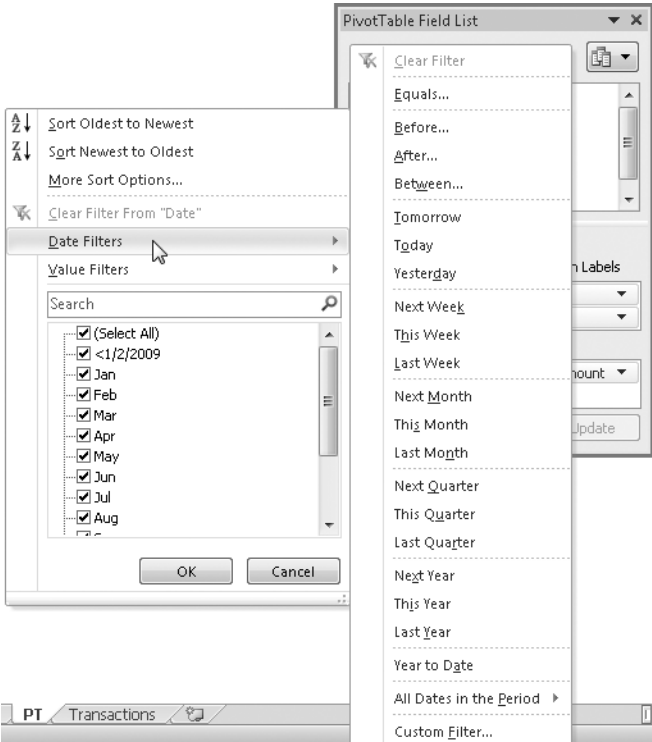 PivotTable Field List
Sort Oldest to Newest
Sort Newest to Oldest
More Sort Options...
Clear Filter From "Date"
Date Filters
Value Filters
Search
(Select All)
<1/2/2009
Jan
Feb
Mar
Apr
May
Jun
Jul
Aug
OK Cancel
Clear Filter
Equals...
Before...
After...
Between...
Tomorrow
Today
Yesterday
Next Week
This Week
Last Week
Next Month
This Month
Last Month
Next Quarter
This Quarter
Last Quarter
Next Year
This Year
Last Year
Year to Date
All Dates in the Period
Custom Filter...
Labels
Update
PT Transactions